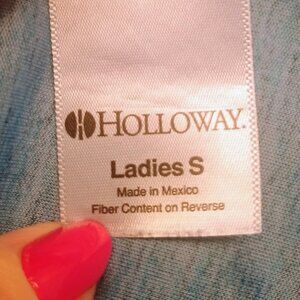 HOLLOWAY.
Ladies S
Made in Mexico
Fiber Content on Reverse